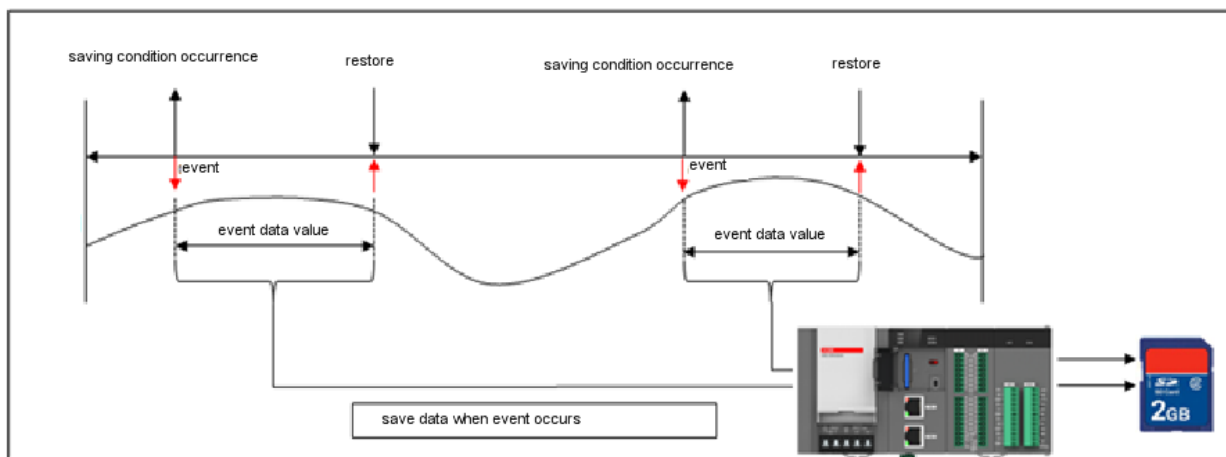 saving condition occurrence
restore
saving condition occurrence
restore
event
event
event data value
event data value
save data when event occurs
SD
2GB